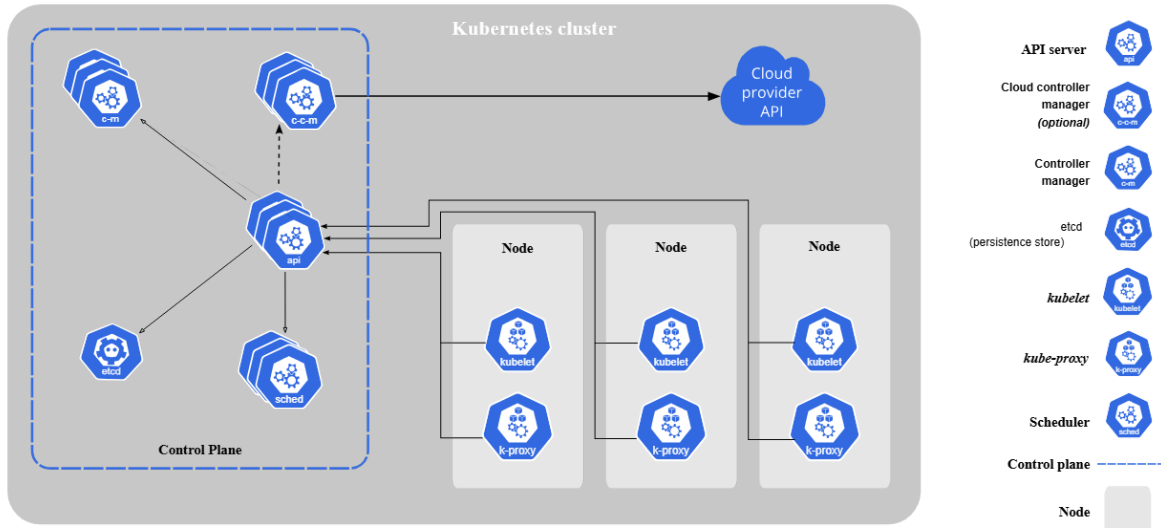 Kubernetes cluster
c-m
c-c-m
Cloud
provider
API
api
etcd
sched
Control Plane
Node
kubelet
k-proxy
Node
kubelet
k-proxy
Node
kubelet
k-proxy
API server
api
Cloud controller
manager
(optional)
c-c-m
Controller
manager
c-m
etcd
(persistence store)
etcd
kubelet
kubelet
kube-proxy
k-proxy
Scheduler
sched
Control plane
Node